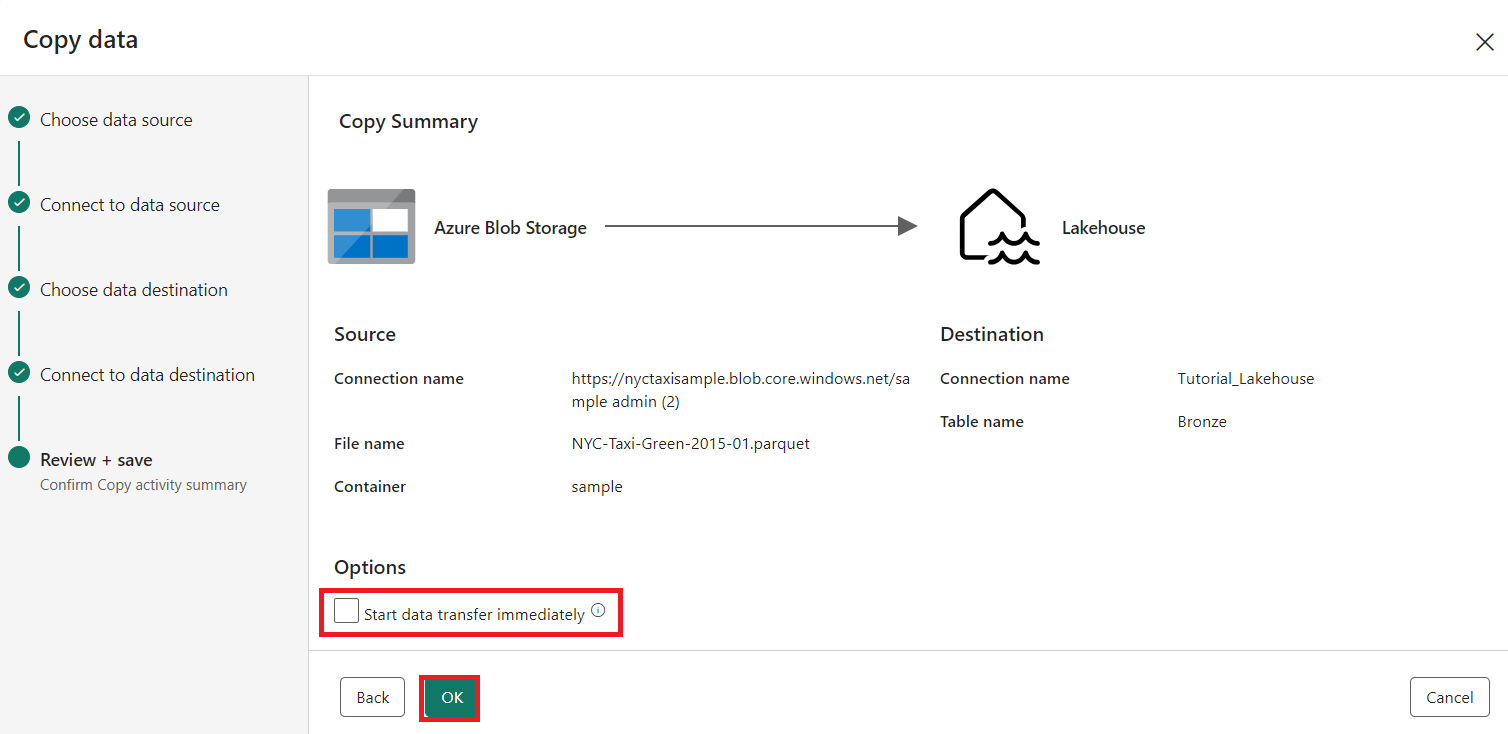 Copy data
Choose data source
Connect to data source
Choose data destination
Connect to data destination
Review + save
Confirm Copy activity summary
Copy Summary
Azure Blob Storage
Lakehouse
Source
Connection name
https://nyctaxisample.blob.core.windows.net/sa
mple admin (2)
File name
NYC-Taxi-Green-2015-01.parquet
Container
sample
Destination
Connection name
Tutorial_Lakehouse
Table name
Bronze
Options
Start data transfer immediately
Back
OK
Cancel